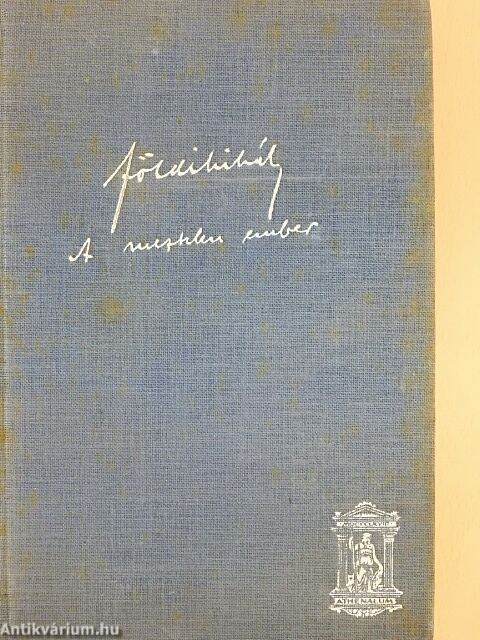 Földi Mihály
A meztelen ember
ATHENAEUM
Antikvárium.hu